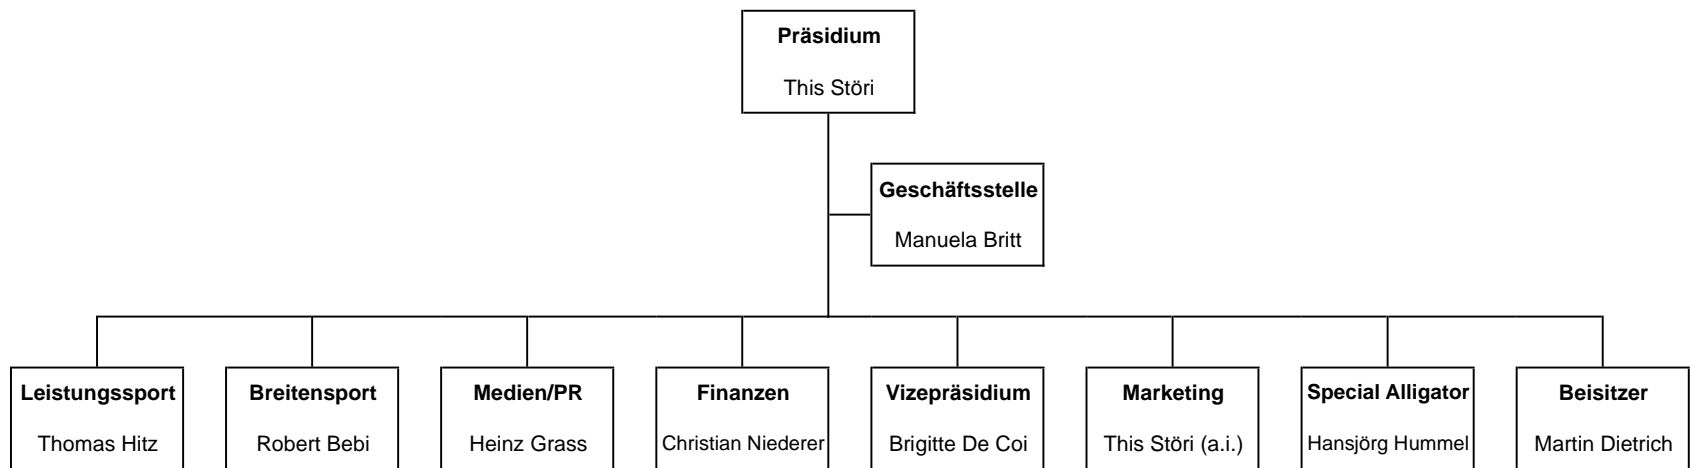 Präsidium
This Störi
Geschäftsstelle
Manuela Britt
Leistungssport
Thomas Hitz
Breitensport
Robert Bebi
Medien/PR
Heinz Grass
Finanzen
Christian Niederer
Vizepräsidium
Brigitte De Coi
Marketing
This Störi (a.i.)
Special Alligator
Hansjörg Hummel
Beisitzer
Martin Dietrich